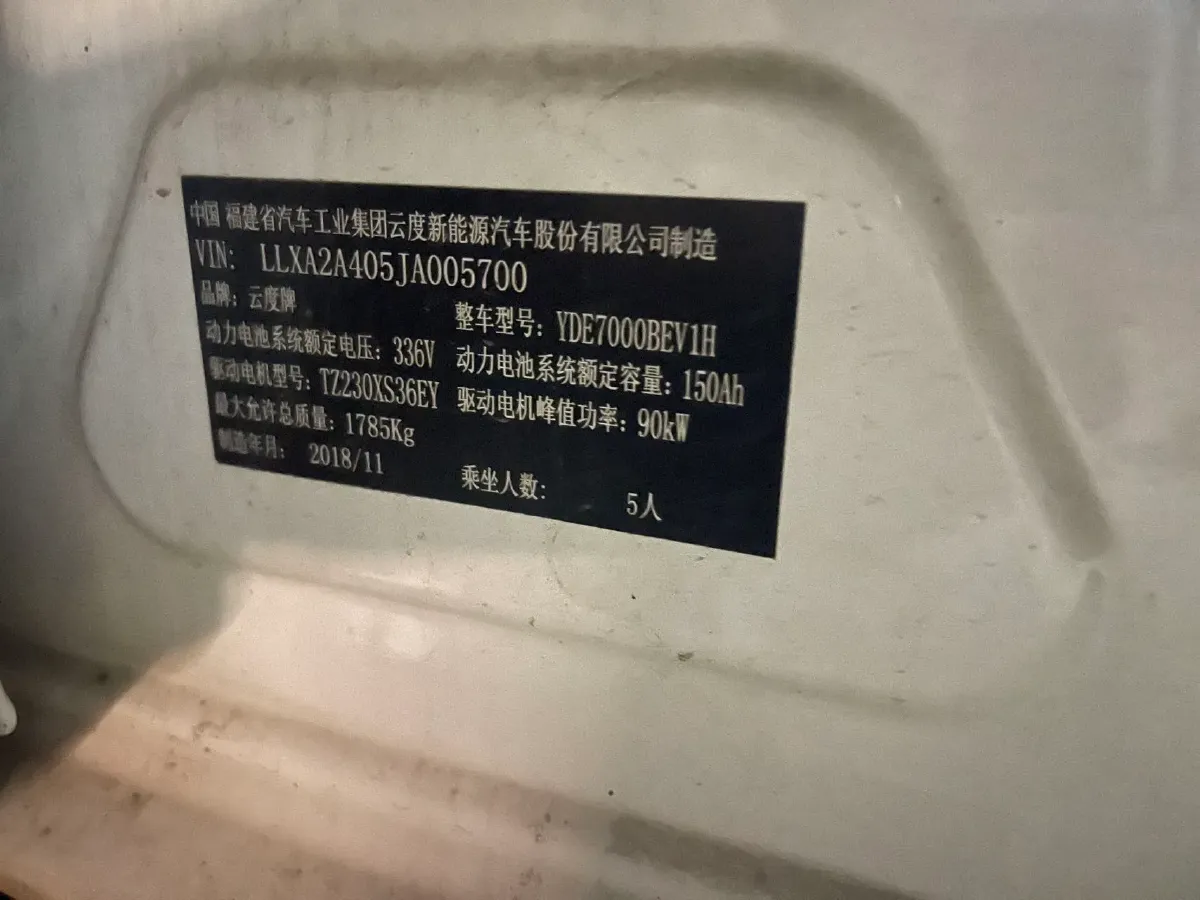 中国 福建省汽车工业集团云度新能源汽车股份有限公司制造
VIN: LLXA2A405JA005700
品牌：云度牌 整车型号：YDE7000BEV1H
动力电池系统额定电压：336V 动力电池系统额定容量：150Ah
驱动电机型号：TZ230XS36EY 驱动电机峰值功率：90kW
最大允许总质量：1785Kg
制造年月：2018/11 乘坐人数：5人